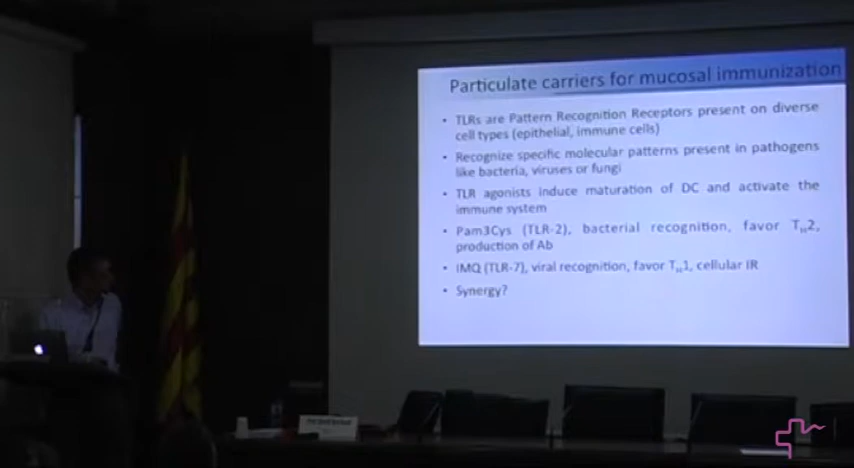 Particulate carriers for mucosal immunization
• TLRs are Pattern Recognition Receptors present on diverse
cell types (epithelial, immune cells)
• Recognize specific molecular patterns present in pathogens
like bacteria, viruses or fungi
• TLR agonists induce maturation of DC and activate the
immune system
• Pam3Cys (TLR-2), bacterial recognition, favor TH2,
production of Ab
• IMQ (TLR-7), viral recognition, favor TH1, cellular IR
• Synergy?